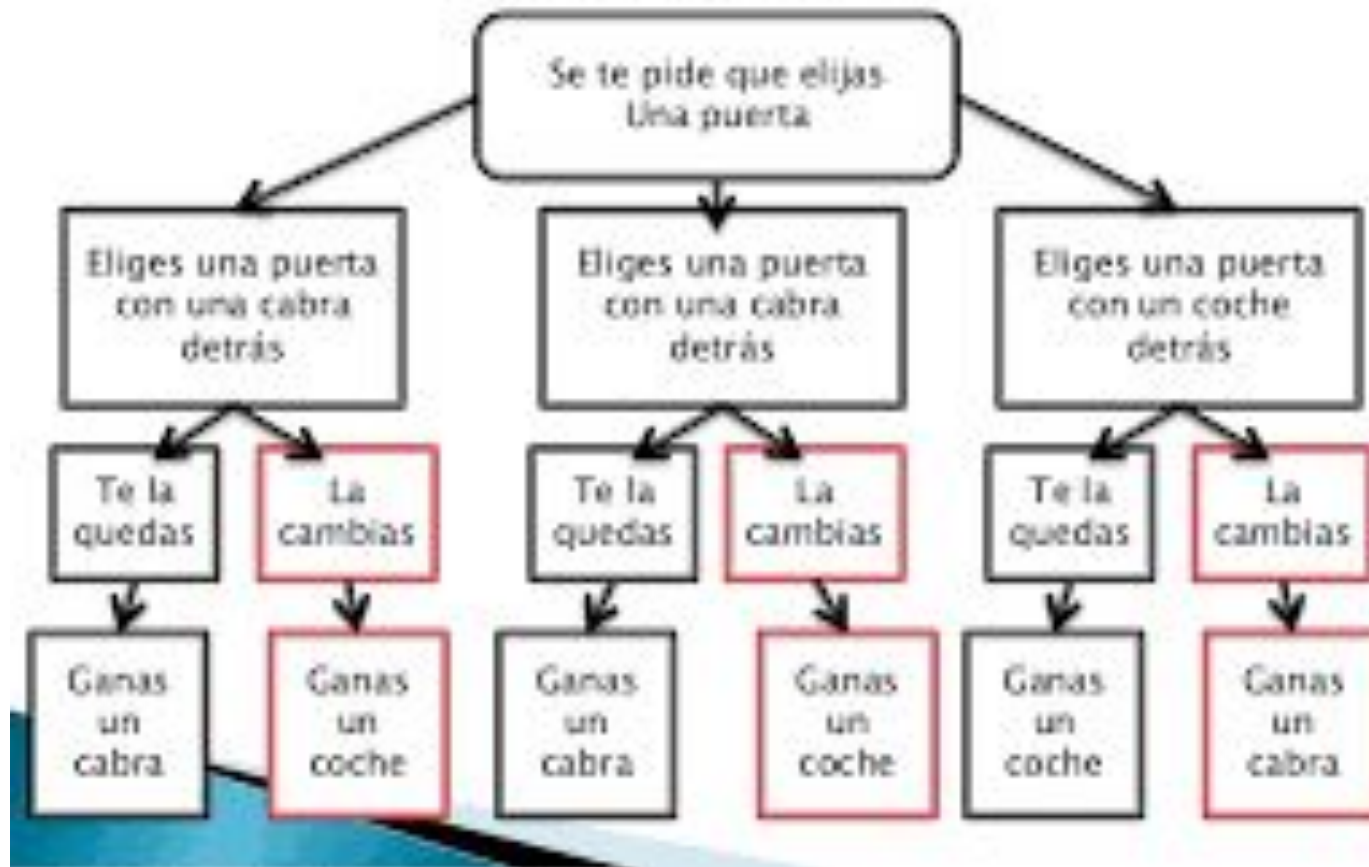 Se te pide que elijas
Una puerta
Eliges una puerta
con una cabra
detrás
Eliges una puerta
con una cabra
detrás
Eliges una puerta
con un coche
detrás
Te la
quedas
La
cambias
Te la
quedas
La
cambias
Te la
quedas
La
cambias
Ganas
un
cabra
Ganas
un
coche
Ganas
un
cabra
Ganas
un
coche
Ganas
un
coche
Ganas
un
cabra